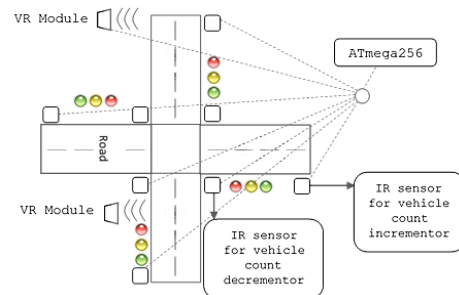 VR Module
ATmega256
Road
VR Module
IR sensor
for vehicle
count
incrementor
IR sensor
for vehicle
count
decrementor